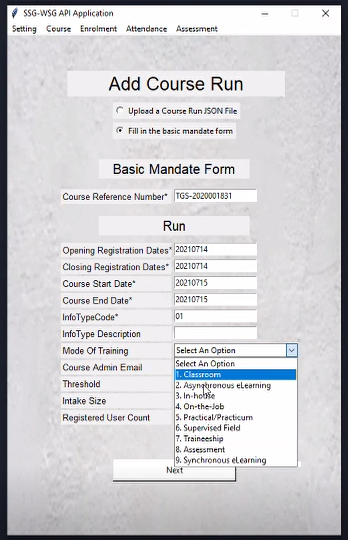 SSG-WSG API Application
Setting Course Enrolment Attendance Assessment
Add Course Run
Upload a Course Run JSON File
Fill in the basic mandate form
Basic Mandate Form
Course Reference Number* TGS-2020001831
Run
Opening Registration Dates* 20210714
Closing Registration Dates* 20210714
Course Start Date* 20210715
Course End Date* 20210715
InfoTypeCode* 01
InfoType Description
Mode Of Training Select An Option
Select An Option
Course Admin Email 1. Classroom
Threshold 2. Asynchronous eLearning
3. In-house
Intake Size 4. On-the-Job
Registered User Count 5. Practical/Practicum
6. Supervised Field
7. Traineeship
8. Assessment
9. Synchronous eLearning
Next